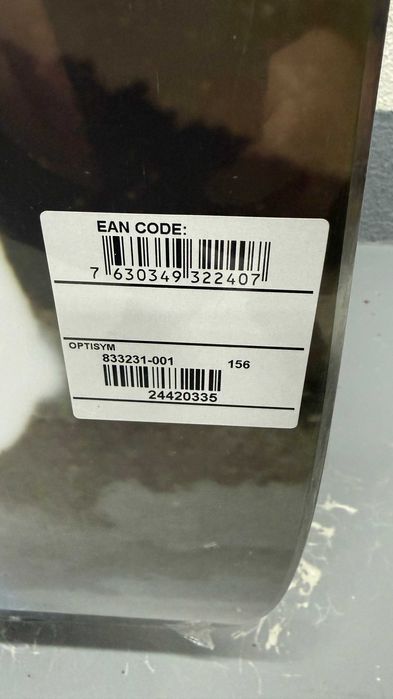 EAN CODE:
7 630349 322407
OPTISYM
833231-001 156
24420335